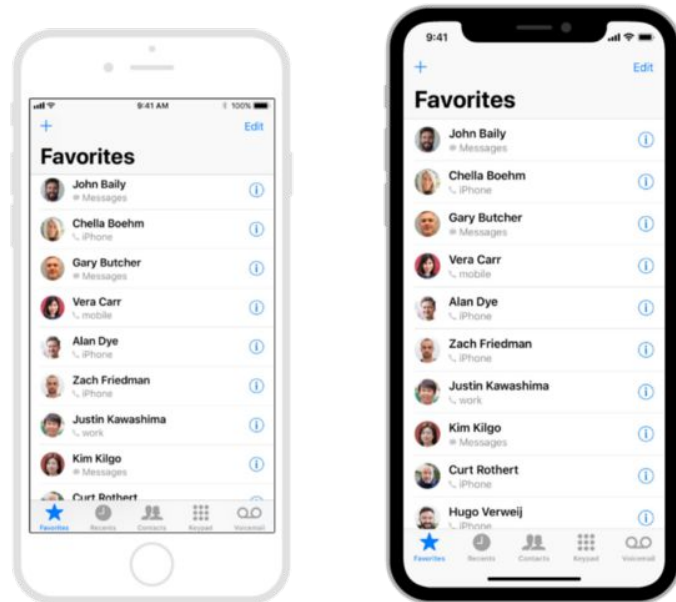 9:41 AM
100%
Edit
Favorites
John Baily
Messages
Chella Boehm
iPhone
Gary Butcher
Messages
Vera Carr
mobile
Alan Dye
iPhone
Zach Friedman
iPhone
Justin Kawashima
work
Kim Kilgo
Messages
Curt Rothert
Favorites Recents Contacts Keypad Voicemail
9:41
Edit
Favorites
John Baily
Messages
Chella Boehm
iPhone
Gary Butcher
Messages
Vera Carr
mobile
Alan Dye
iPhone
Zach Friedman
iPhone
Justin Kawashima
work
Kim Kilgo
Messages
Curt Rothert
iPhone
Hugo Verweij
iPhone
Favorites Recents Contacts Keypad Voicemail